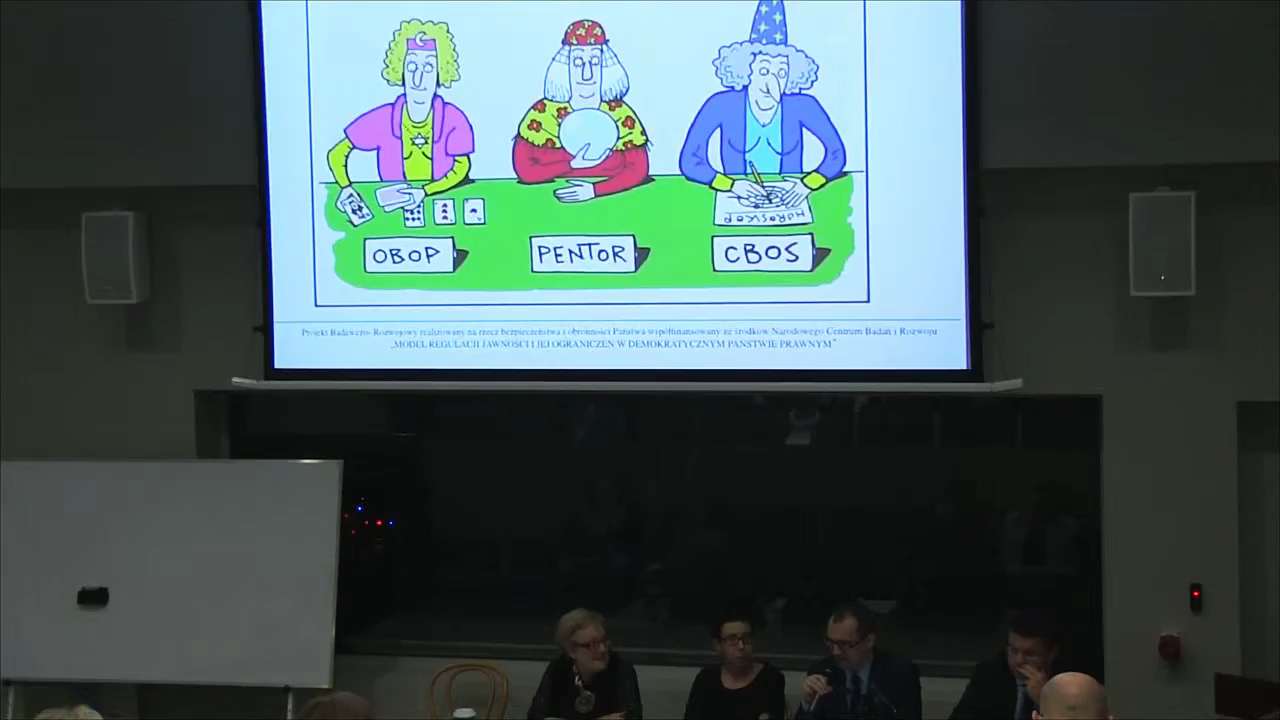 HOROSKOP
OBOP PENTOR CBOS
Projekt Badawczo- Rozwojowy realizowany na rzecz bezpieczeństwa i obronności Państwa współfinansowany ze środków Narodowego Centrum Badań i Rozwoju
„MODEL REGULACJI JAWNOŚCI I JEJ OGRANICZEŃ W DEMOKRATYCZNYM PAŃSTWIE PRAWNYM”